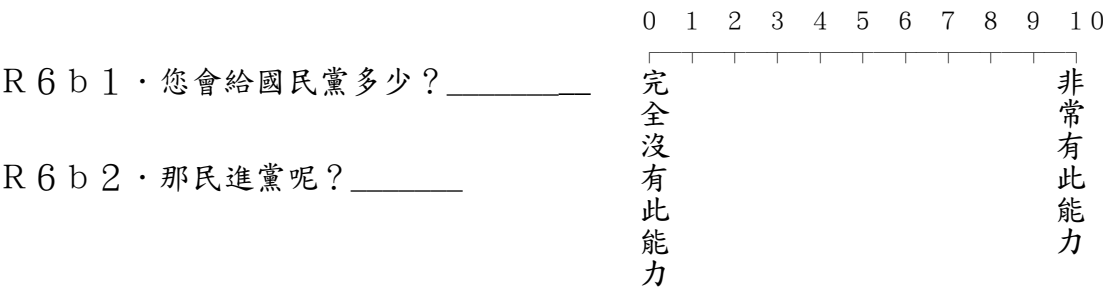 0 1 2 3 4 5 6 7 8 9 10
R6b1．您會給國民黨多少？_________
R6b2．那民進黨呢？_______
完全沒有此能力
非常有此能力